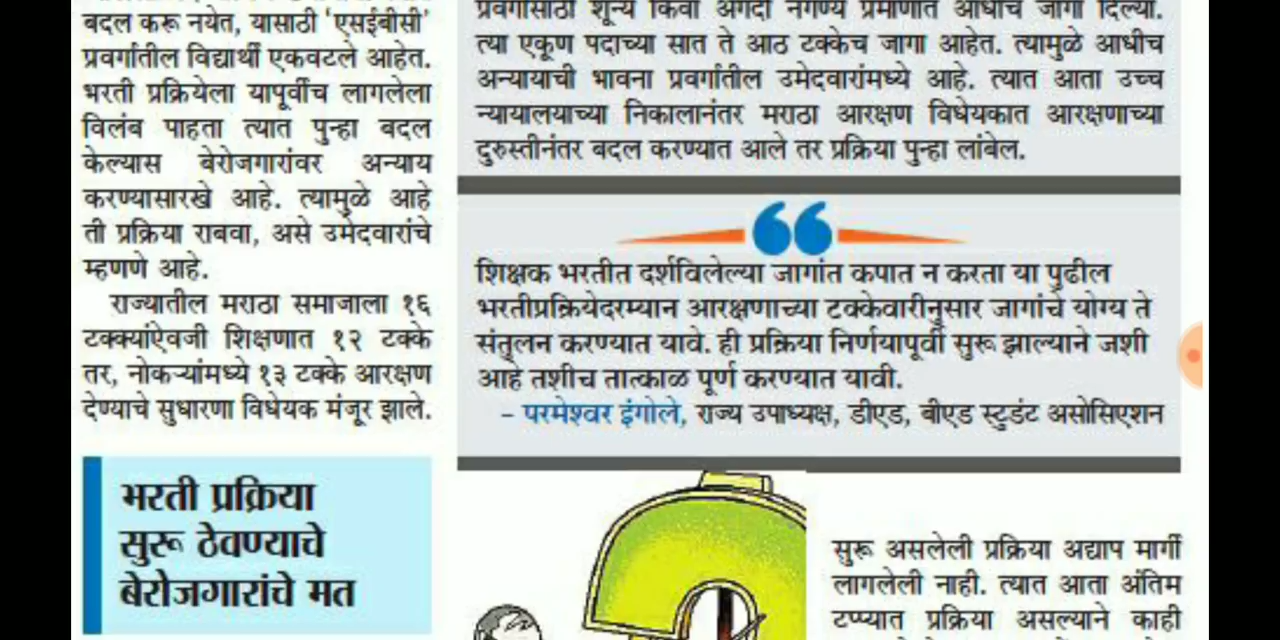 बदल करू नयेत, यासाठी 'एसईबीसी'
प्रवर्गातील विद्यार्थी एकवटले आहेत.
भरती प्रक्रियेला यापूर्वीच लागलेला
विलंब पाहता त्यात पुन्हा बदल
केल्यास बेरोजगारांवर अन्याय
करण्यासारखे आहे. त्यामुळे आहे
ती प्रक्रिया राबवा, असे उमेदवारांचे
म्हणणे आहे.
राज्यातील मराठा समाजाला १६
टक्क्यांऐवजी शिक्षणात १२ टक्के
तर, नोकऱ्यांमध्ये १३ टक्के आरक्षण
देण्याचे सुधारणा विधेयक मंजूर झाले.
भरती प्रक्रिया
सुरू ठेवण्याचे
बेरोजगारांचे मत
प्रवर्गासाठी शून्य किंवा अगदी नगण्य प्रमाणात आधीच जागा दिल्या.
त्या एकूण पदाच्या सात ते आठ टक्केच जागा आहेत. त्यामुळे आधीच
अन्यायाची भावना प्रवर्गातील उमेदवारांमध्ये आहे. त्यात आता उच्च
न्यायालयाच्या निकालानंतर मराठा आरक्षण विधेयकात आरक्षणाच्या
दुरुस्तीनंतर बदल करण्यात आले तर प्रक्रिया पुन्हा लांबेल.
“
शिक्षक भरतीत दर्शविलेल्या जागांत कपात न करता या पुढील
भरतीप्रक्रियेदरम्यान आरक्षणाच्या टक्केवारीनुसार जागांचे योग्य ते
संतुलन करण्यात यावे. ही प्रक्रिया निर्णयापूर्वी सुरू झाल्याने जशी
आहे तशीच तात्काळ पूर्ण करण्यात यावी.
– परमेश्वर इंगोले, राज्य उपाध्यक्ष, डीएड, बीएड स्टुडंट असोसिएशन
सुरू असलेली प्रक्रिया अद्याप मार्गी
लागलेली नाही. त्यात आता अंतिम
टप्प्यात प्रक्रिया असल्याने काही